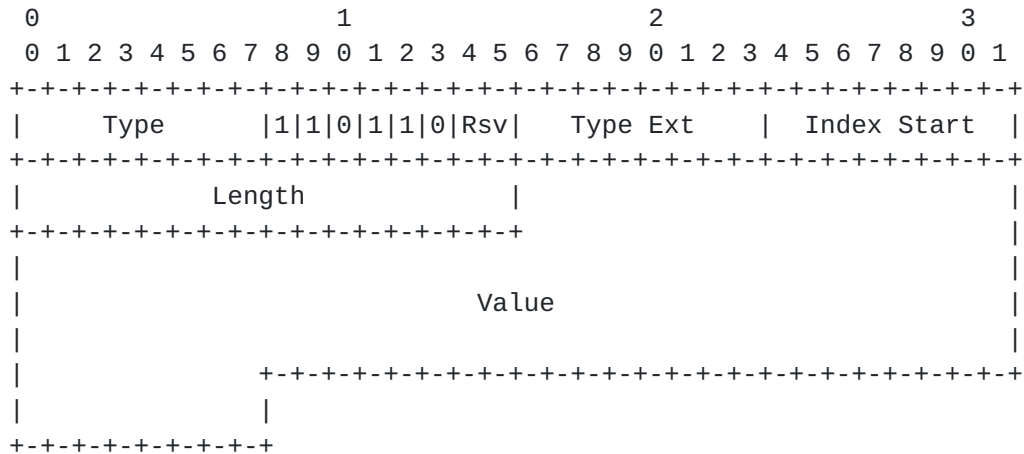 0                   1                   2                   3
 0 1 2 3 4 5 6 7 8 9 0 1 2 3 4 5 6 7 8 9 0 1 2 3 4 5 6 7 8 9 0 1
+-+-+-+-+-+-+-+-+-+-+-+-+-+-+-+-+-+-+-+-+-+-+-+-+-+-+-+-+-+-+-+-+
|     Type      |1|1|0|1|1|0|Rsv|   Type Ext    |  Index Start  |
+-+-+-+-+-+-+-+-+-+-+-+-+-+-+-+-+-+-+-+-+-+-+-+-+-+-+-+-+-+-+-+-+
|            Length             |                               |
+-+-+-+-+-+-+-+-+-+-+-+-+-+-+-+-+                               |
|                                                               |
|                             Value                             |
|                                                               |
|               +-+-+-+-+-+-+-+-+-+-+-+-+-+-+-+-+-+-+-+-+-+-+-+-+
|               |
+-+-+-+-+-+-+-+-+